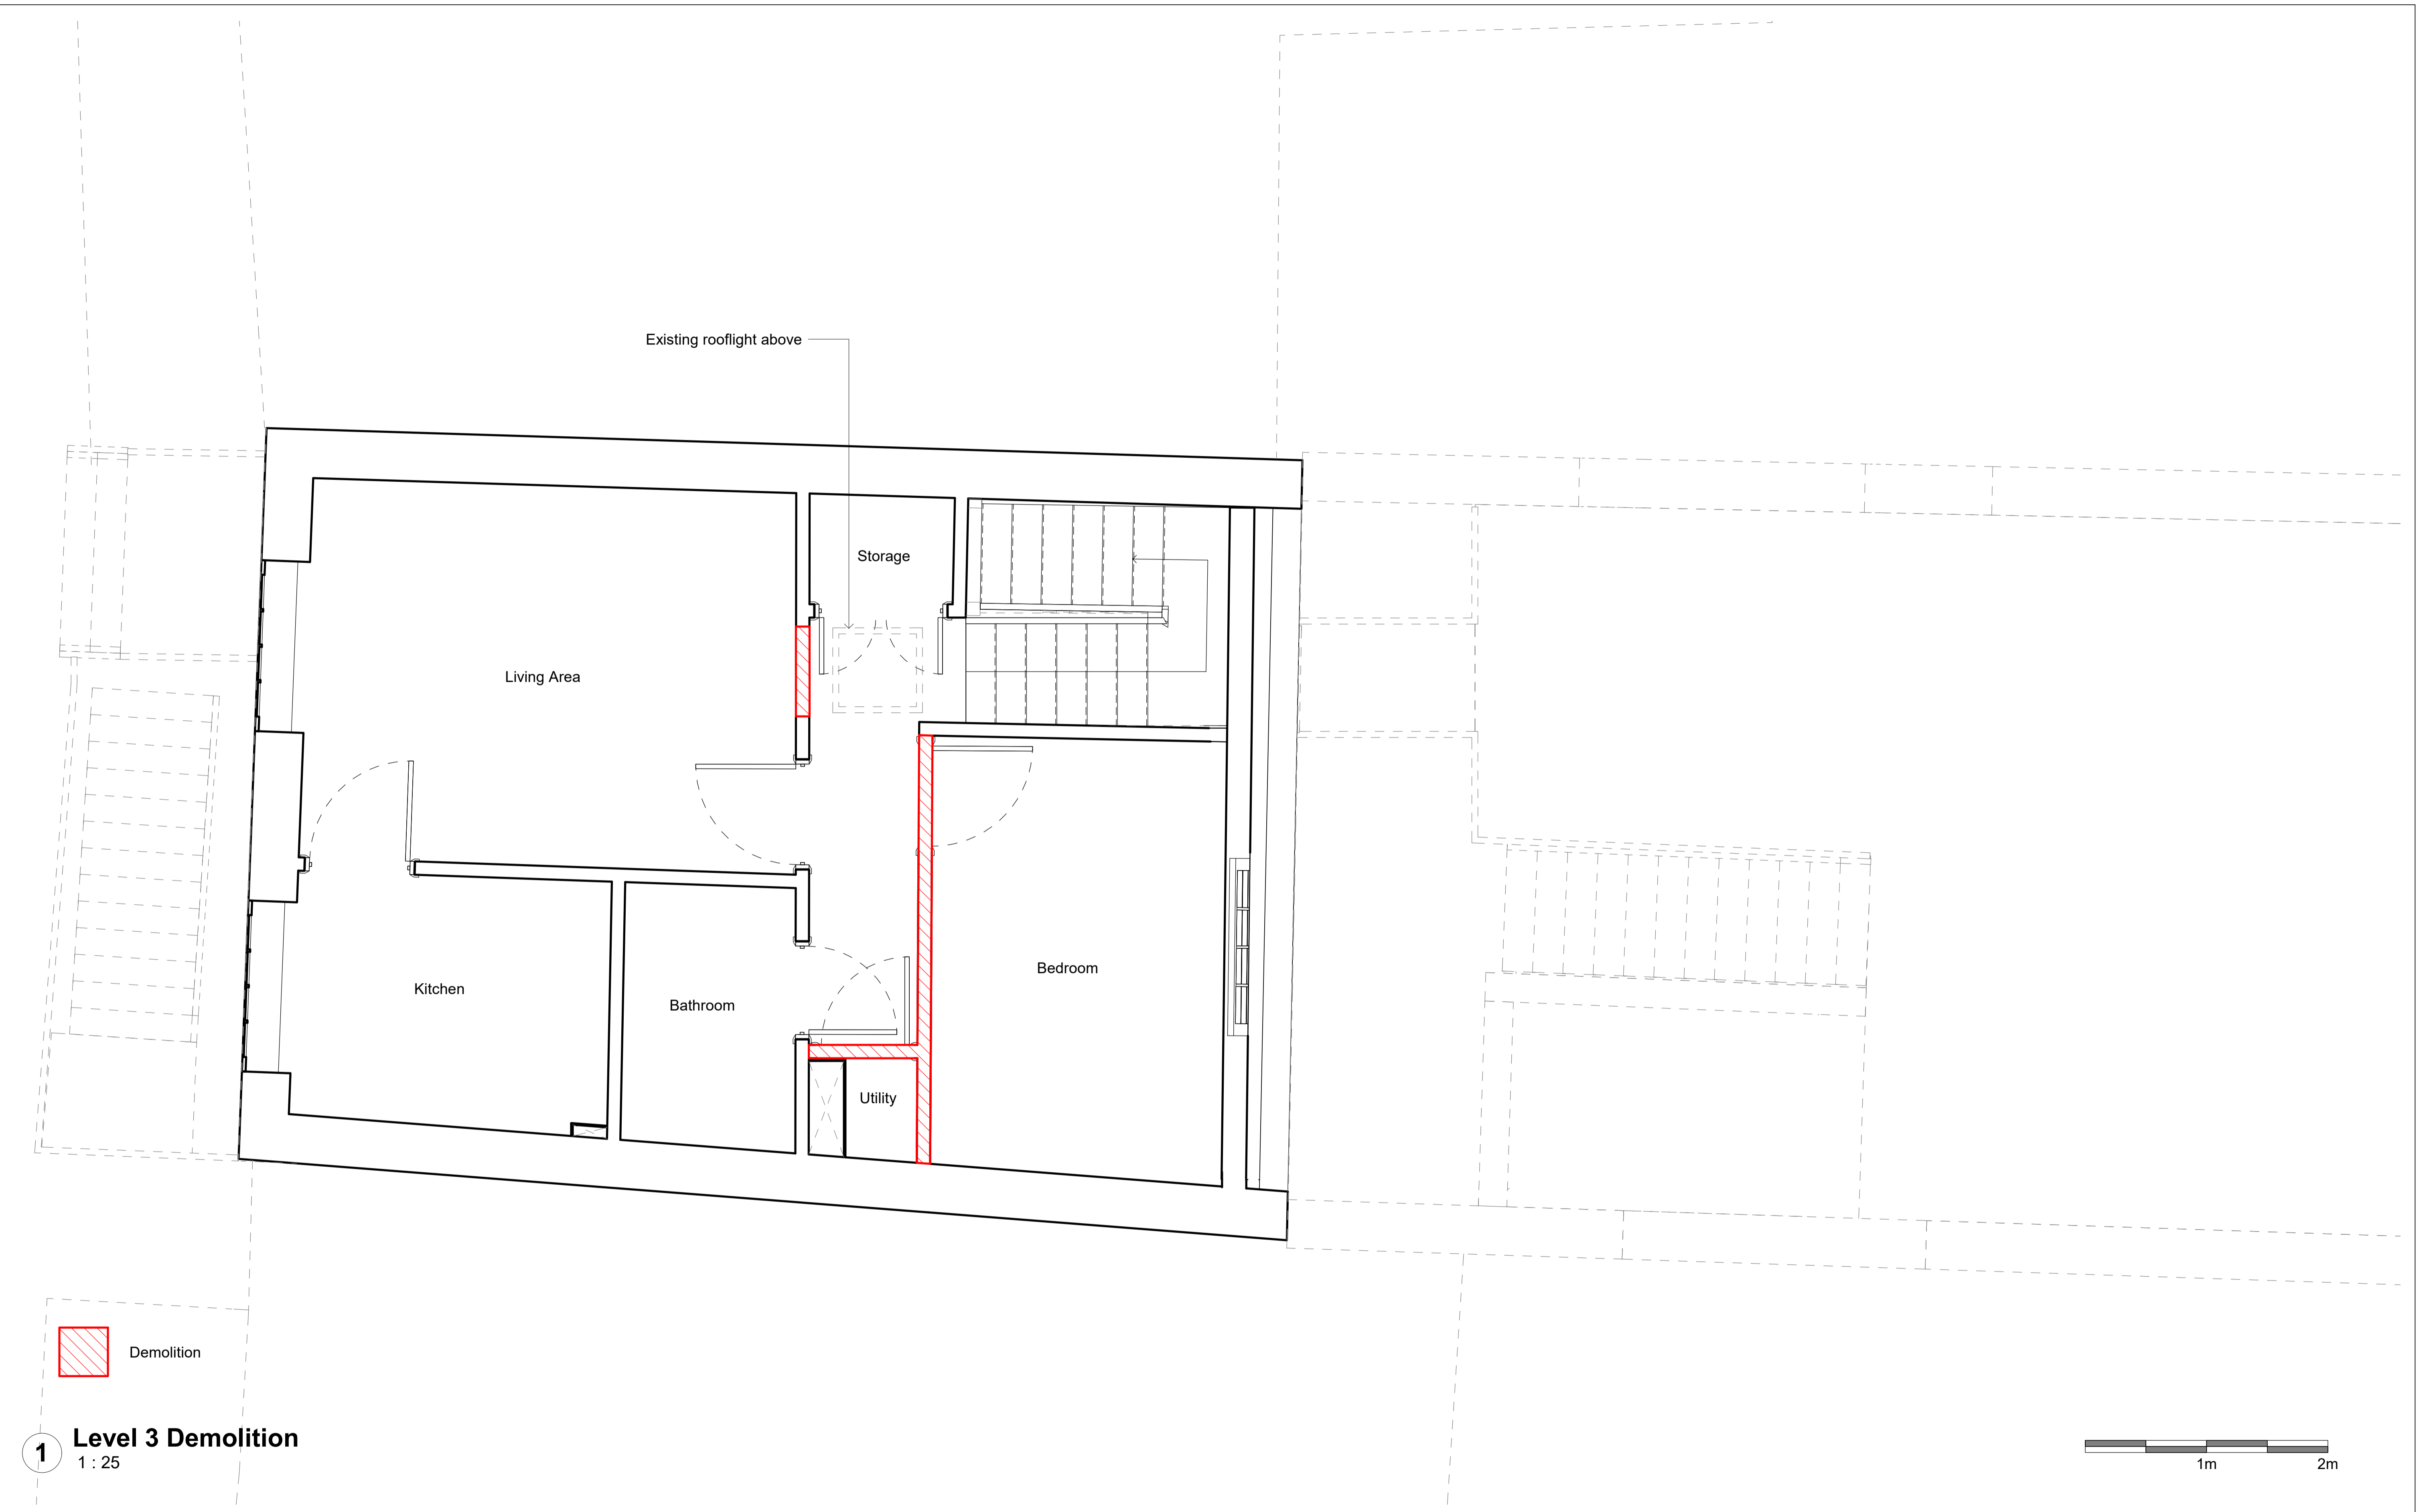 Existing rooflight above
Storage
Living Area
Bedroom
Kitchen
Bathroom
Utility
Demolition
1 Level 3 Demolition
1 : 25
1m 2m